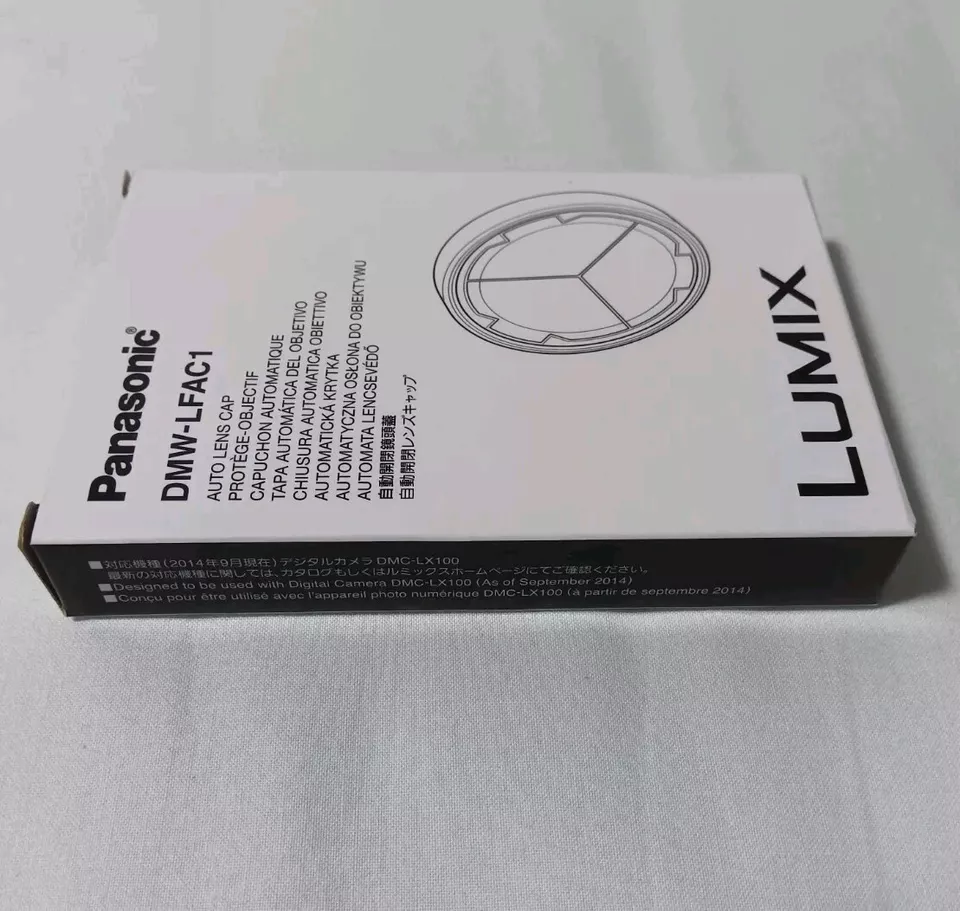 Panasonic®
DMW-LFAC1
AUTO LENS CAP
PROTÈGE-OBJECTIF
CAPUCHON AUTOMATIQUE
TAPA AUTOMÁTICA DEL OBJETIVO
CHIUSURA AUTOMATICA OBIETTIVO
AUTOMATICKÁ KRYTKA
AUTOMATYCZNA OSŁONA DO OBIEKTYWU
AUTOMATA LENCSEVÉDŐ
自動開閉鏡頭蓋
自動開閉レンズキャップ
LUMIX
■対応機種(2014年9月現在)デジタルカメラ DMC-LX100
最新の対応機種に関しては、カタログもしくはルミックスホームページにてご確認ください。
■Designed to be used with Digital Camera DMC-LX100 (As of September 2014)
■Conçu pour être utilisé avec l'appareil photo numérique DMC-LX100 (à partir de septembre 2014)